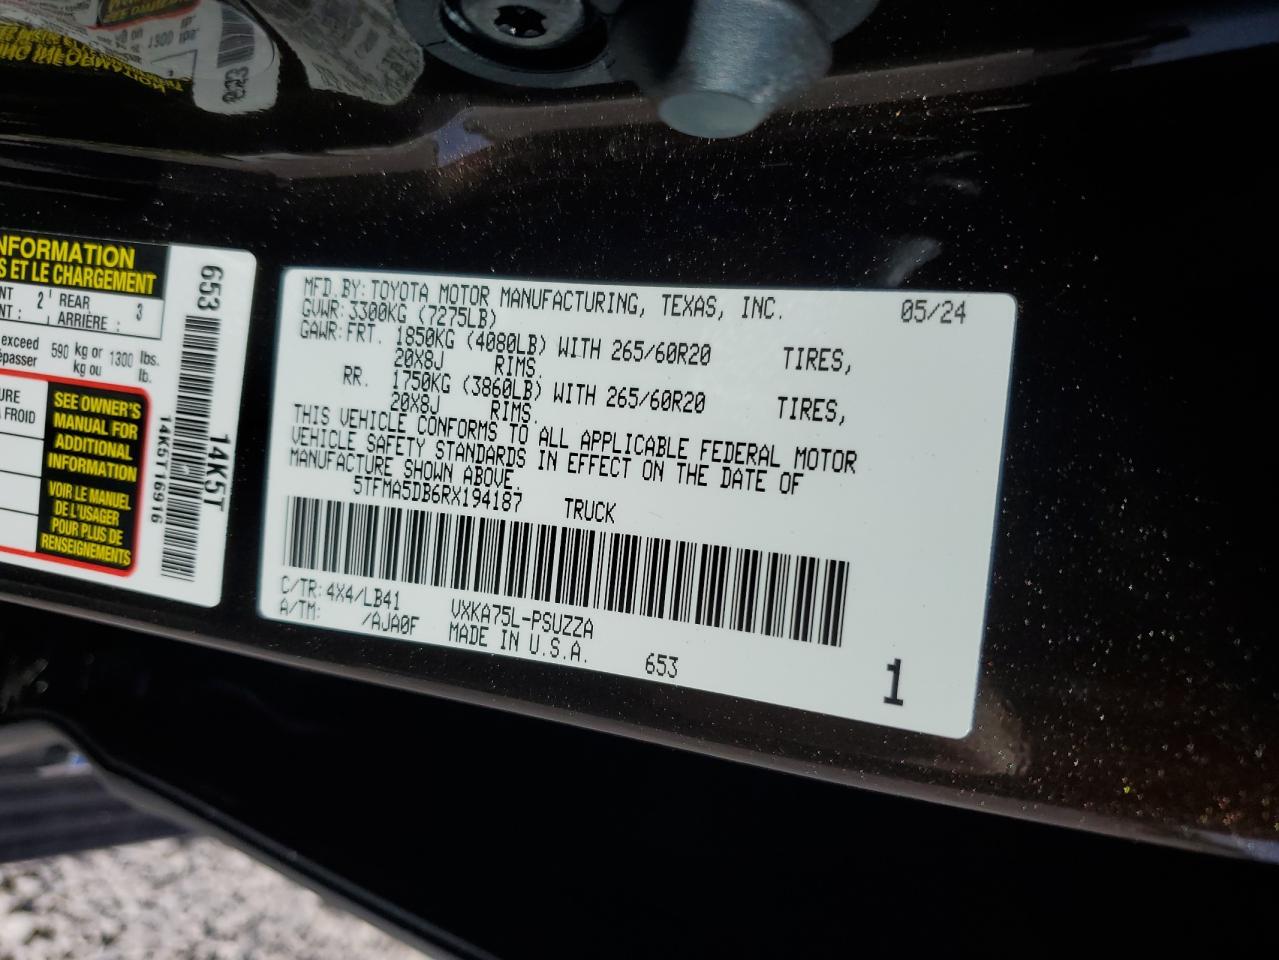 1300
NFORMATION
S ET LE CHARGEMENT
NT : 2 REAR : 3
ENT : ARRIÈRE :
exceed 590 kg or 1300 lbs.
épasser kg ou lb.
URE
À FROID
SEE OWNER'S
MANUAL FOR
ADDITIONAL
INFORMATION
VOIR LE MANUEL
DE L'USAGER
POUR PLUS DE
RENSEIGNEMENTS
653
14K5T
14K5T16916
MFD.BY: TOYOTA MOTOR MANUFACTURING, TEXAS, INC. 05/24
GVWR: 3300KG (7275LB)
GAWR: FRT. 1850KG (4080LB) WITH 265/60R20 TIRES,
20X8J RIMS.
RR. 1750KG (3860LB) WITH 265/60R20 TIRES,
20X8J RIMS.
THIS VEHICLE CONFORMS TO ALL APPLICABLE FEDERAL MOTOR
VEHICLE SAFETY STANDARDS IN EFFECT ON THE DATE OF
MANUFACTURE SHOWN ABOVE.
5TFMA5DB6RX194187 TRUCK
C/TR: 4X4/LB41 VXKA75L-PSUZZA
A/TM: /AJA0F MADE IN U.S.A. 653
1